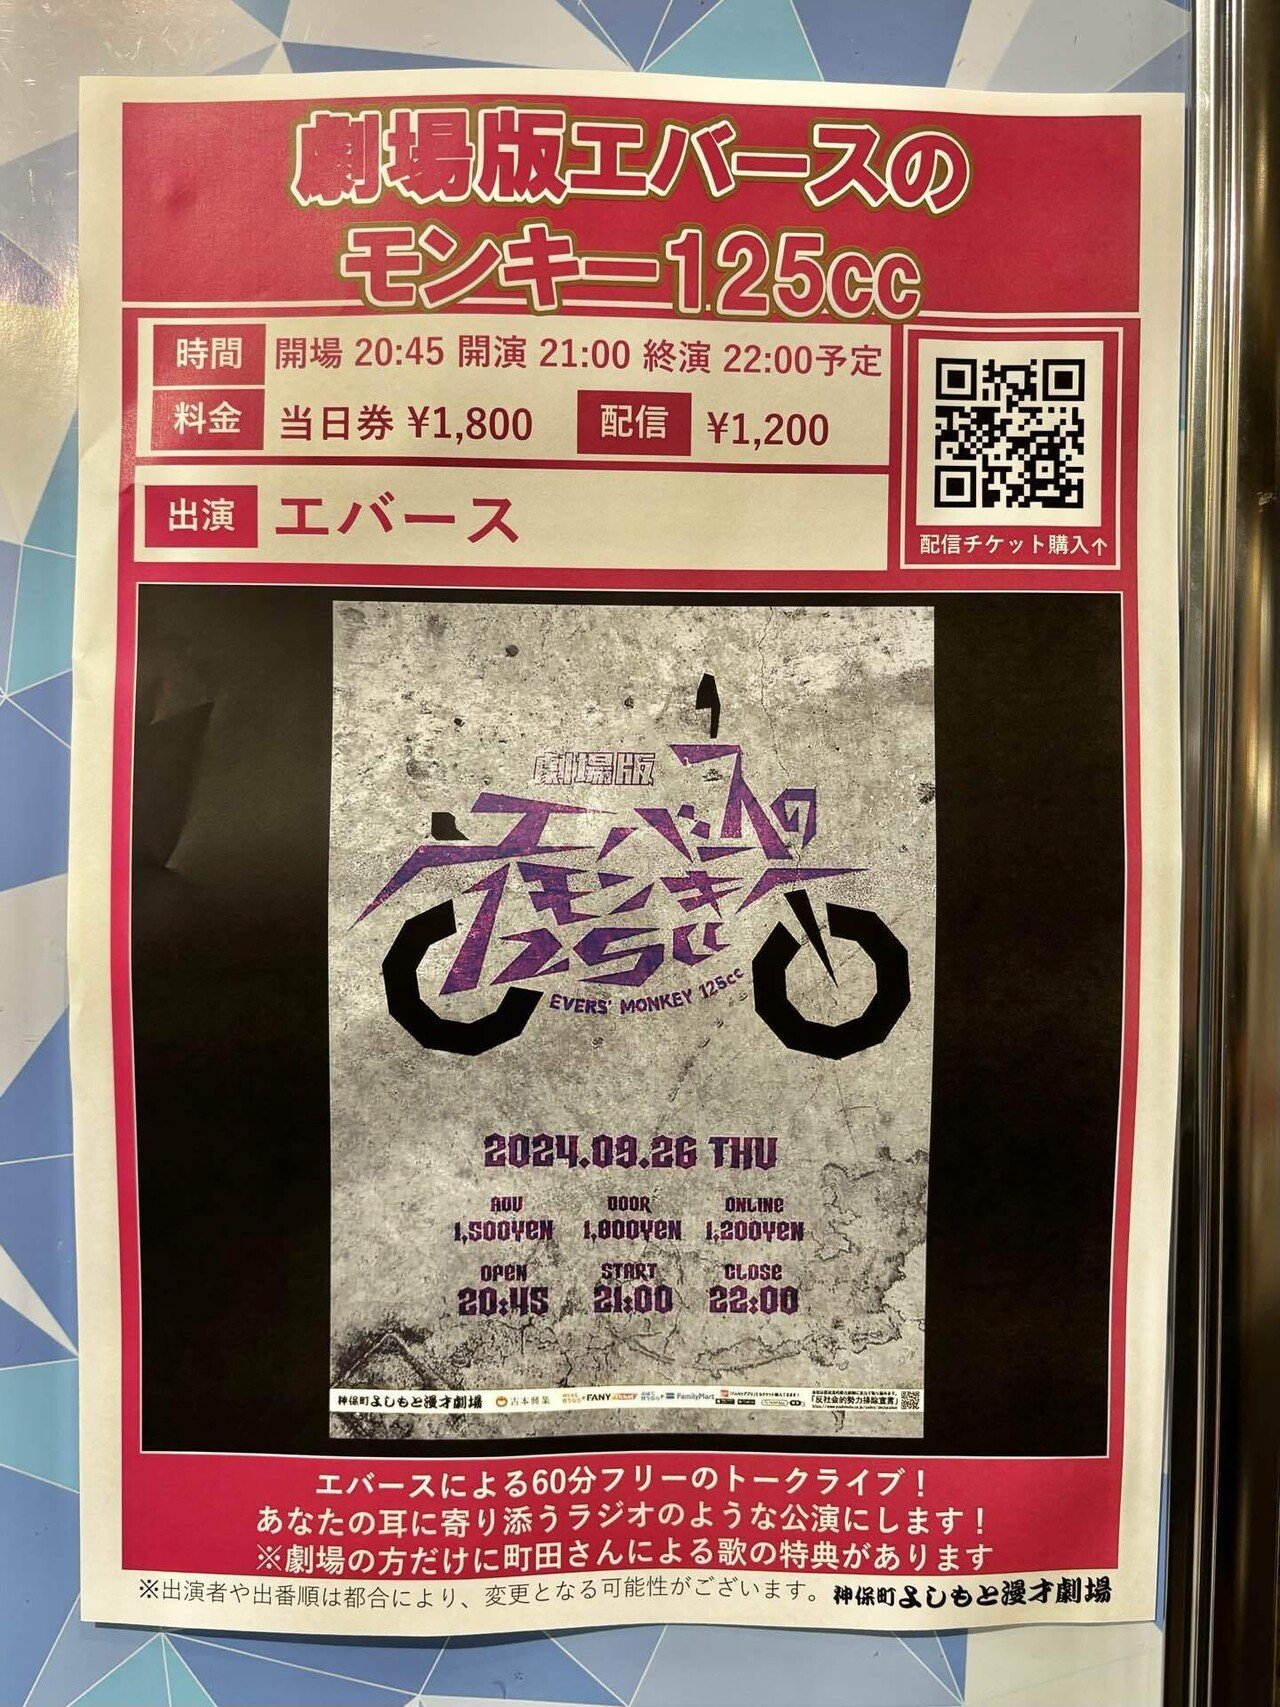 劇場版エバースの
モンキー125cc
時間 開場 20:45 開演 21:00 終演 22:00予定
料金 当日券 ¥1,800 配信 ¥1,200
出演 エバース
配信チケット購入↑
劇場版
エバースの
モンキー
125cc
EVERS' MONKEY 125cc
2024.09.26 THU
ADV DOOR ONLINE
1,500YEN 1,800YEN 1,200YEN
OPEN START CLOSE
20:45 21:00 22:00
神保町よしもと漫才劇場 吉本興業 FANY FamilyMart 「反社会的勢力排除宣言」
エバースによる60分フリーのトークライブ!
あなたの耳に寄り添うラジオのような公演にします!
※劇場の方だけに町田さんによる歌の特典があります
※出演者や出番順は都合により、変更となる可能性がございます。 神保町よしもと漫才劇場